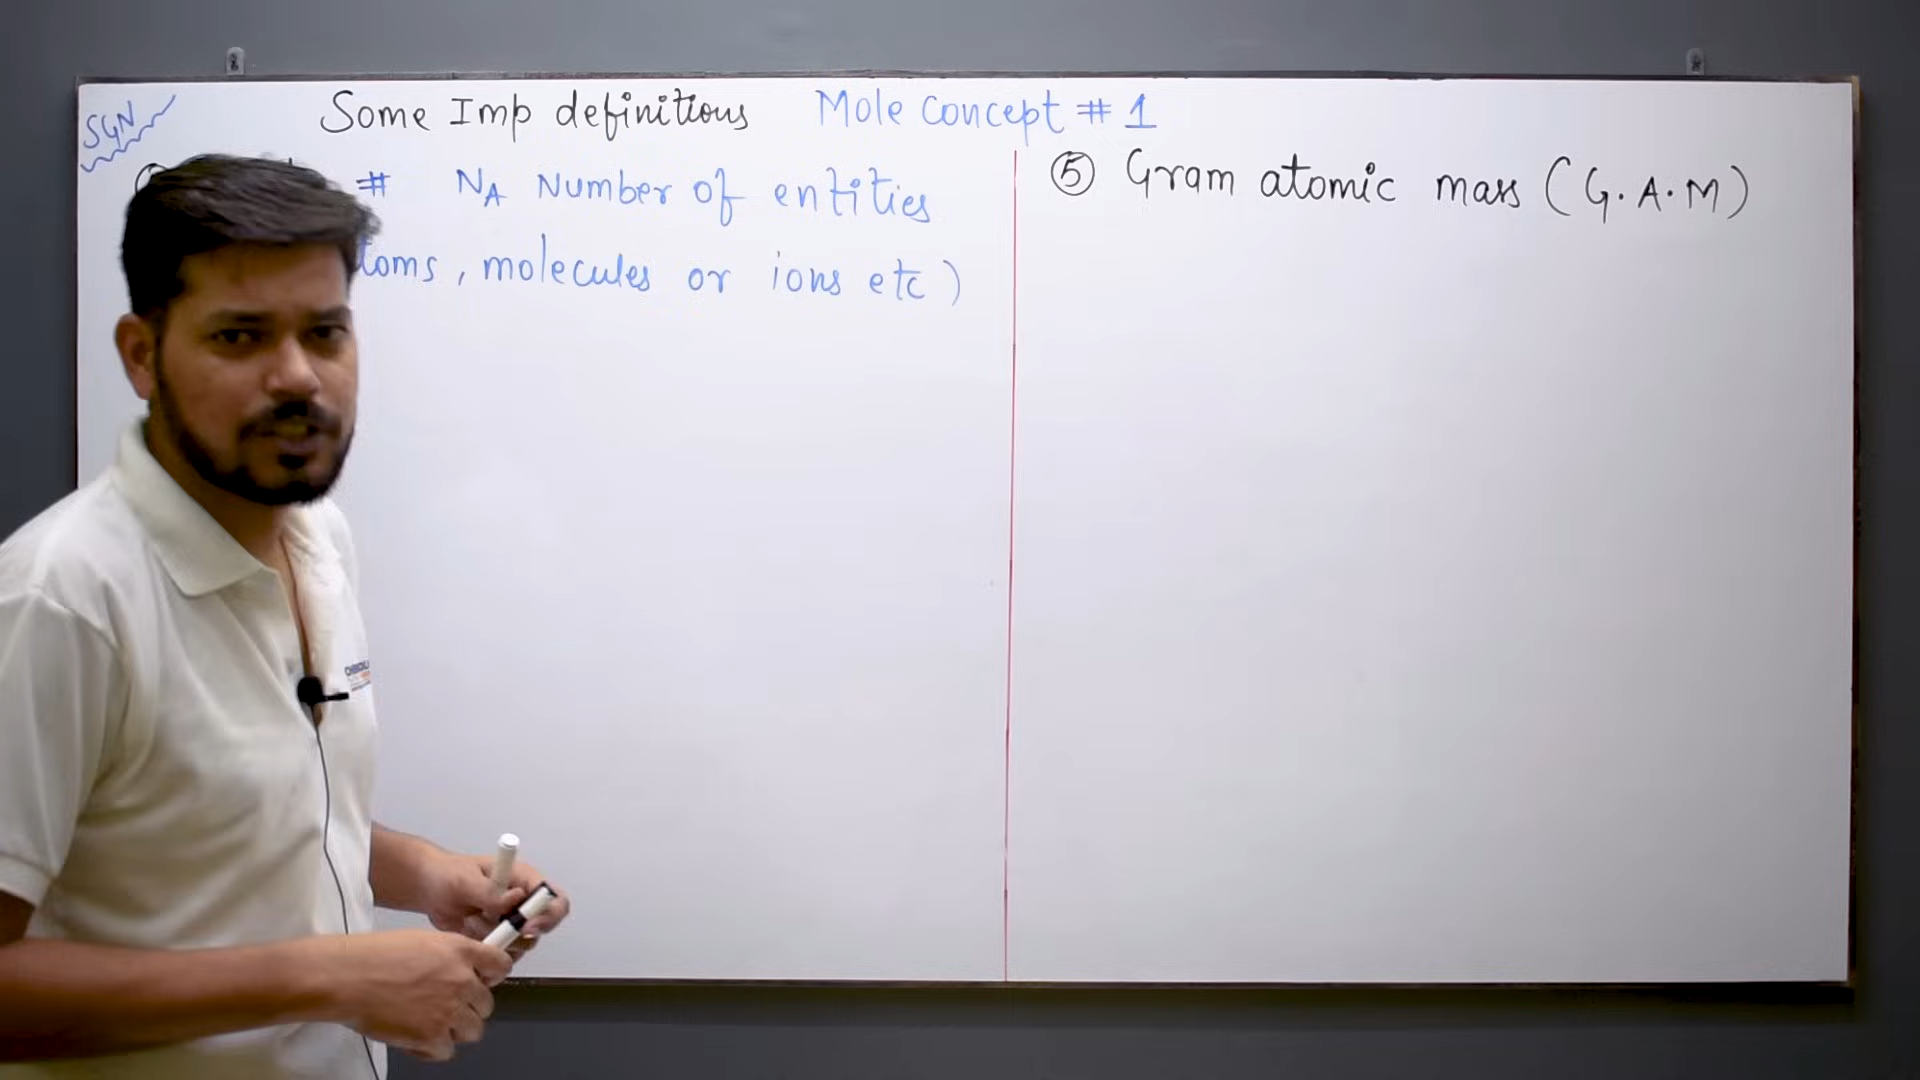 SGN
Some Imp definitions Mole Concept # 1
# NA Number of entities
toms, molecules or ions etc)
⑤ Gram atomic mass (G.A.M)